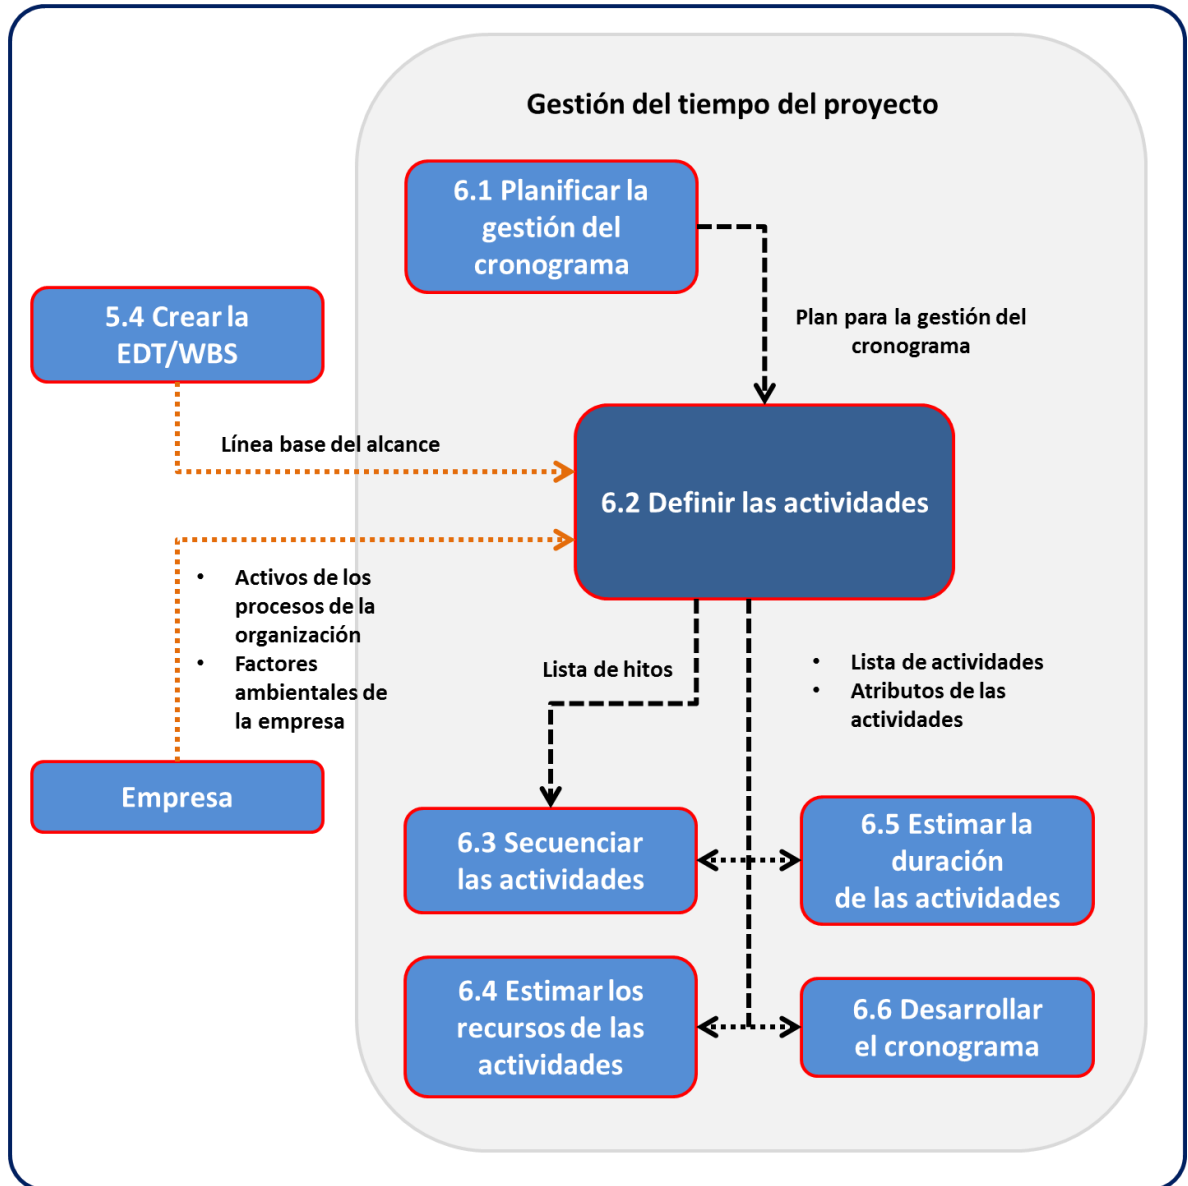 Gestión del tiempo del proyecto
6.1 Planificar la
gestión del
cronograma
5.4 Crear la
EDT/WBS
Plan para la gestión del
cronograma
Línea base del alcance
6.2 Definir las actividades
• Activos de los
procesos de la
organización
• Factores
ambientales de
la empresa
Lista de hitos
• Lista de actividades
• Atributos de las
actividades
Empresa
6.3 Secuenciar
las actividades
6.5 Estimar la
duración
de las actividades
6.4 Estimar los
recursos de las
actividades
6.6 Desarrollar
el cronograma